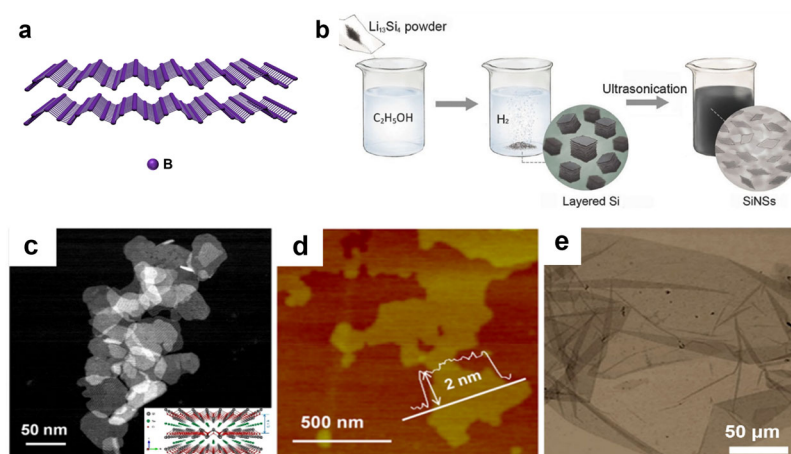 a
B
b
Li₁₃Si₄ powder
C₂H₅OH
H₂
Layered Si
Ultrasonication
SiNSs
c
50 nm
d
2 nm
500 nm
e
50 µm